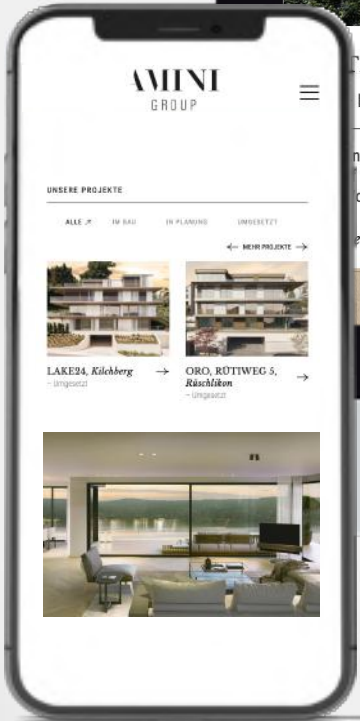 AMINI
GROUP
UNSERE PROJEKTE
ALLE IM BAU IN PLANUNG UMGESETZT
← MEHR PROJEKTE →
LAKE24, Kilchberg →
– Umgesetzt
ORO, RÜTIWEG 5, →
Rüschlikon
– Umgesetzt